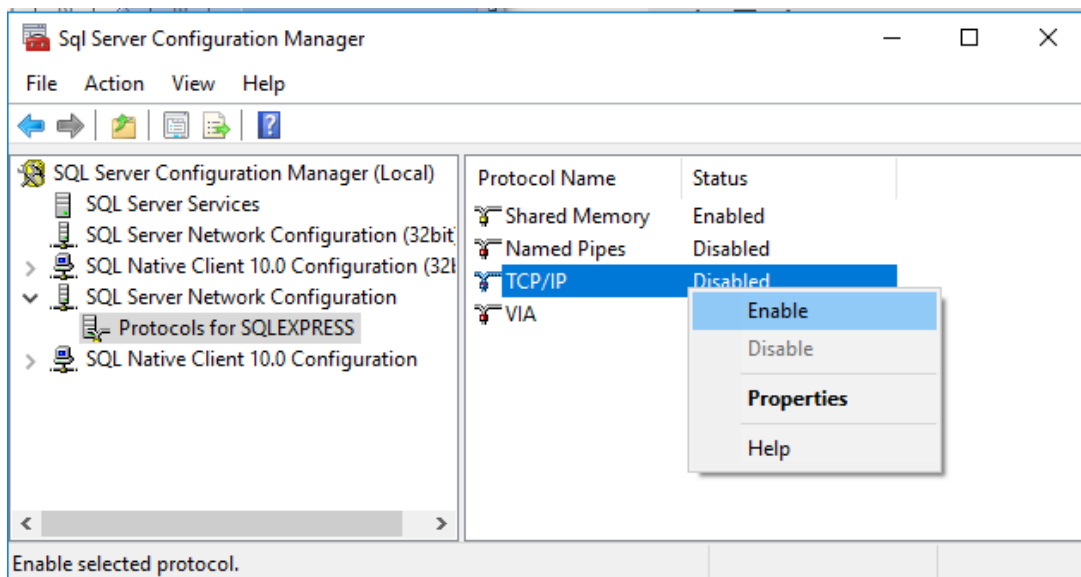 Sql Server Configuration Manager
File Action View Help
SQL Server Configuration Manager (Local)
SQL Server Services
SQL Server Network Configuration (32bit
SQL Native Client 10.0 Configuration (32b
SQL Server Network Configuration
Protocols for SQLEXPRESS
SQL Native Client 10.0 Configuration
Protocol Name Status
Shared Memory Enabled
Named Pipes Disabled
TCP/IP Disabled
VIA
Enable
Disable
Properties
Help
Enable selected protocol.